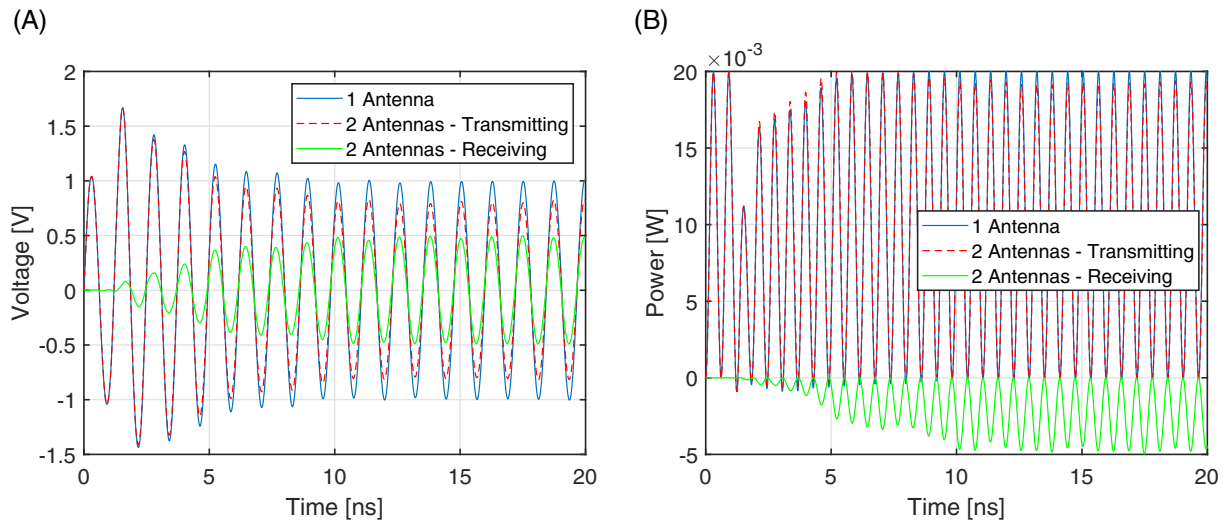 (A)
(B)
×10⁻³
Voltage [V]
2
1.5
1
0.5
0
-0.5
-1
-1.5
1 Antenna
2 Antennas - Transmitting
2 Antennas - Receiving
0
5
10
15
20
Time [ns]
Power [W]
20
15
10
5
0
-5
1 Antenna
2 Antennas - Transmitting
2 Antennas - Receiving
0
5
10
15
20
Time [ns]